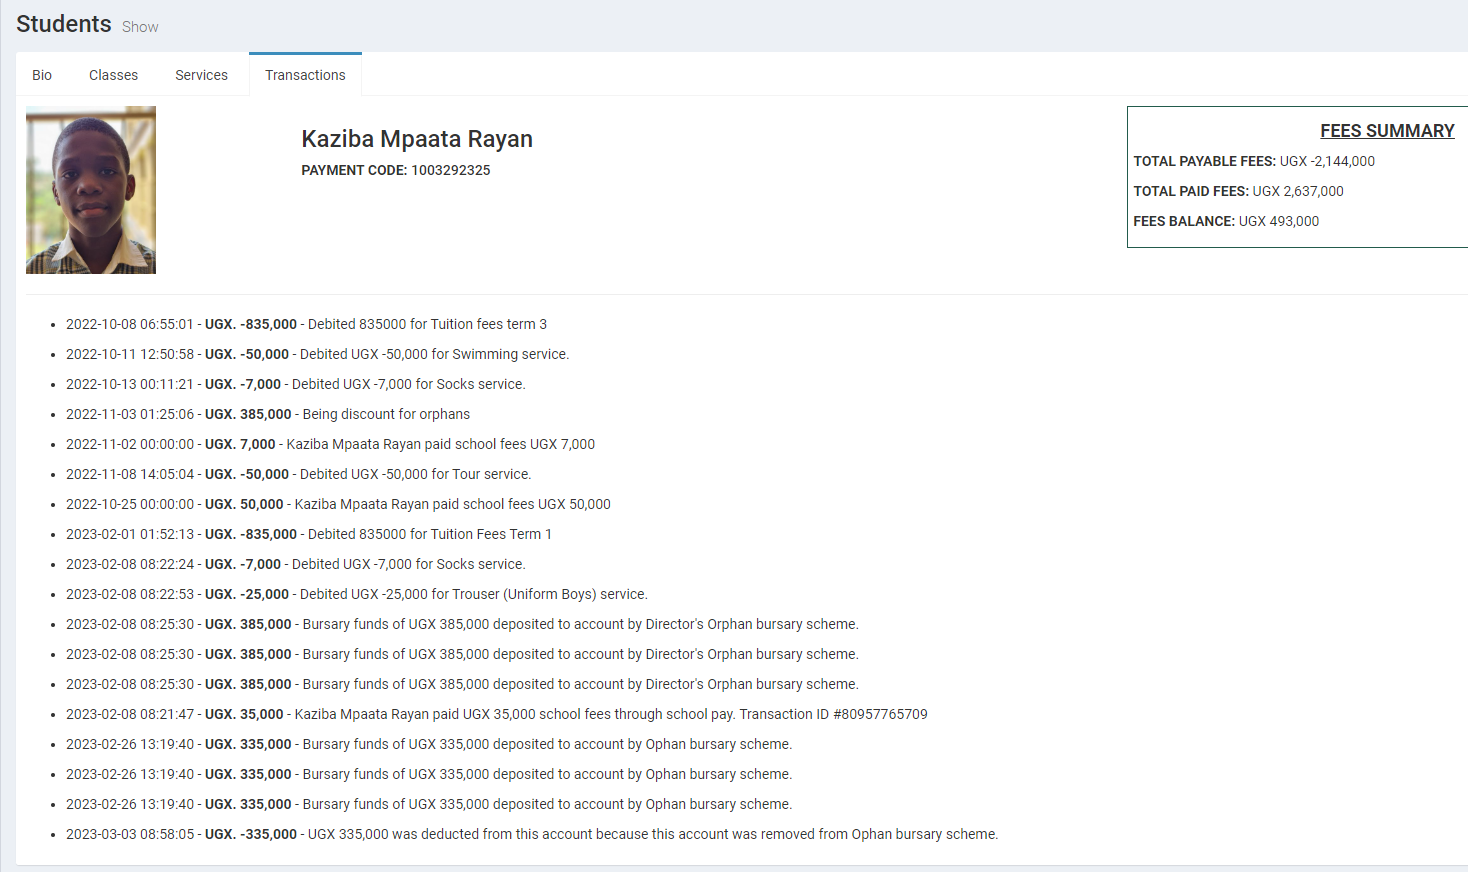 Students Show
Bio Classes Services Transactions
Kaziba Mpaata Rayan
PAYMENT CODE: 1003292325
FEES SUMMARY
TOTAL PAYABLE FEES: UGX -2,144,000
TOTAL PAID FEES: UGX 2,637,000
FEES BALANCE: UGX 493,000
• 2022-10-08 06:55:01 - UGX. -835,000 - Debited 835000 for Tuition fees term 3
• 2022-10-11 12:50:58 - UGX. -50,000 - Debited UGX -50,000 for Swimming service.
• 2022-10-13 00:11:21 - UGX. -7,000 - Debited UGX -7,000 for Socks service.
• 2022-11-03 01:25:06 - UGX. 385,000 - Being discount for orphans
• 2022-11-02 00:00:00 - UGX. 7,000 - Kaziba Mpaata Rayan paid school fees UGX 7,000
• 2022-11-08 14:05:04 - UGX. -50,000 - Debited UGX -50,000 for Tour service.
• 2022-10-25 00:00:00 - UGX. 50,000 - Kaziba Mpaata Rayan paid school fees UGX 50,000
• 2023-02-01 01:52:13 - UGX. -835,000 - Debited 835000 for Tuition Fees Term 1
• 2023-02-08 08:22:24 - UGX. -7,000 - Debited UGX -7,000 for Socks service.
• 2023-02-08 08:22:53 - UGX. -25,000 - Debited UGX -25,000 for Trouser (Uniform Boys) service.
• 2023-02-08 08:25:30 - UGX. 385,000 - Bursary funds of UGX 385,000 deposited to account by Director's Orphan bursary scheme.
• 2023-02-08 08:25:30 - UGX. 385,000 - Bursary funds of UGX 385,000 deposited to account by Director's Orphan bursary scheme.
• 2023-02-08 08:25:30 - UGX. 385,000 - Bursary funds of UGX 385,000 deposited to account by Director's Orphan bursary scheme.
• 2023-02-08 08:21:47 - UGX. 35,000 - Kaziba Mpaata Rayan paid UGX 35,000 school fees through school pay. Transaction ID #80957765709
• 2023-02-26 13:19:40 - UGX. 335,000 - Bursary funds of UGX 335,000 deposited to account by Ophan bursary scheme.
• 2023-02-26 13:19:40 - UGX. 335,000 - Bursary funds of UGX 335,000 deposited to account by Ophan bursary scheme.
• 2023-02-26 13:19:40 - UGX. 335,000 - Bursary funds of UGX 335,000 deposited to account by Ophan bursary scheme.
• 2023-03-03 08:58:05 - UGX. -335,000 - UGX 335,000 was deducted from this account because this account was removed from Ophan bursary scheme.